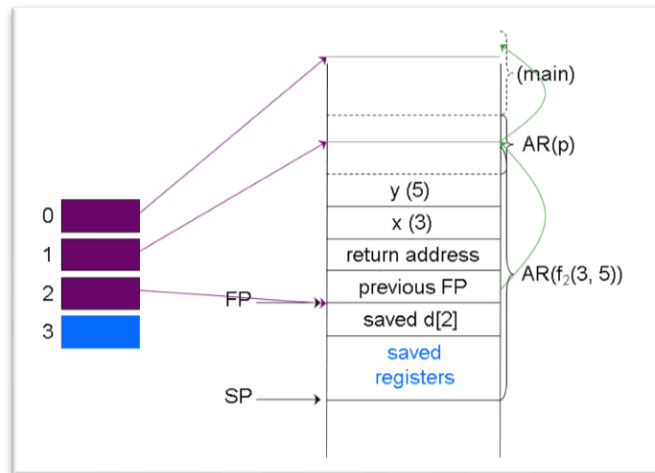 (main)
AR(p)
y (5)
x (3)
return address
previous FP
saved d[2]
saved
registers
AR(f₂(3, 5))
0
1
2
3
FP
SP